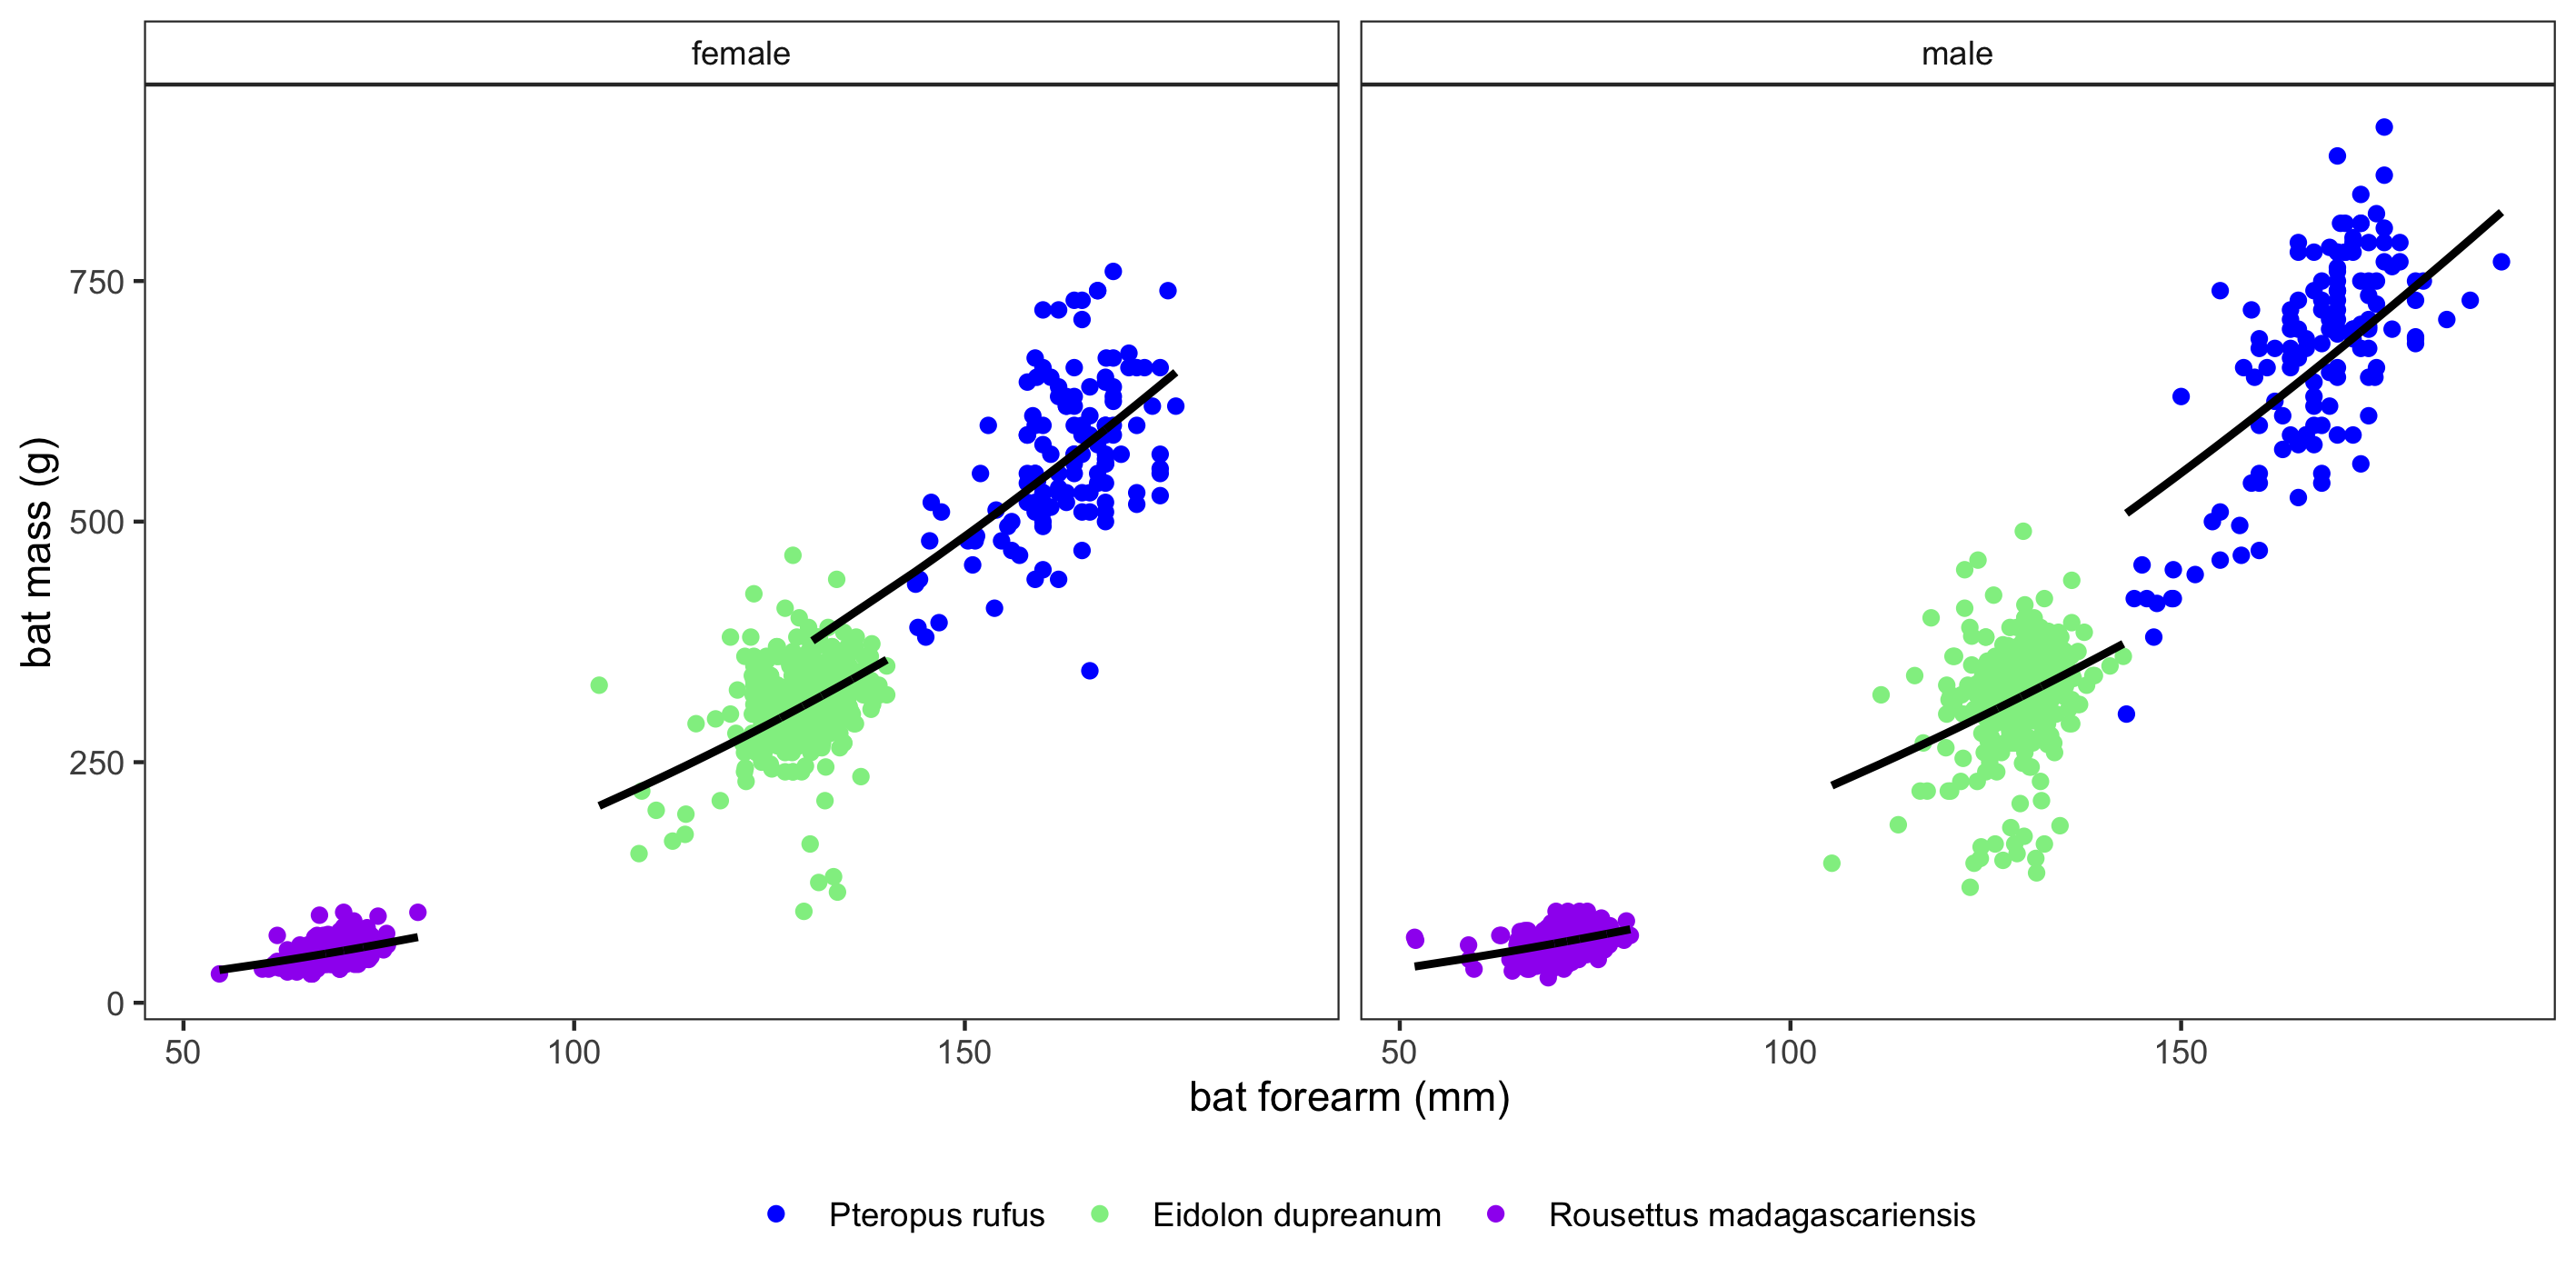 female
male
bat mass (g)
750
500
250
0
50 100 150
50 100 150
bat forearm (mm)
Pteropus rufus Eidolon dupreanum Rousettus madagascariensis